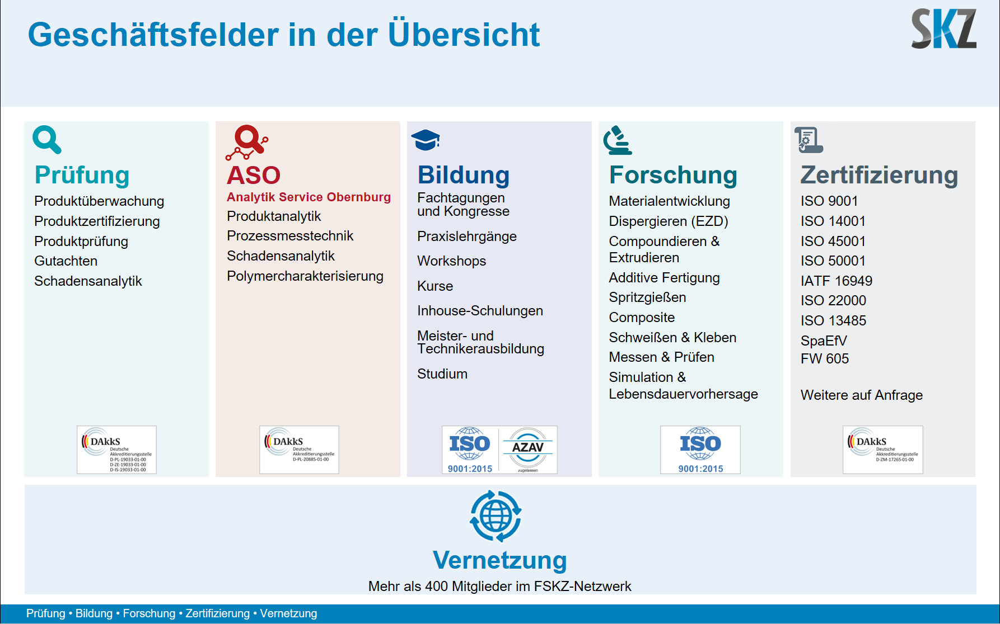 Geschäftsfelder in der Übersicht
SKZ
Prüfung
Produktüberwachung
Produktzertifizierung
Produktprüfung
Gutachten
Schadensanalytik
DAkkS
Deutsche
Akkreditierungsstelle
D-PL-19033-01-00
D-ZE-19033-01-00
D-IS-19033-01-00
ASO
Analytik Service Obernburg
Produktanalytik
Prozessmesstechnik
Schadensanalytik
Polymercharakterisierung
DAkkS
Deutsche
Akkreditierungsstelle
D-PL-20885-01-00
Bildung
Fachtagungen
und Kongresse
Praxislehrgänge
Workshops
Kurse
Inhouse-Schulungen
Meister- und
Technikerausbildung
Studium
ISO
9001:2015
AZAV
zugelassen
Forschung
Materialentwicklung
Dispergieren (EZD)
Compoundieren &
Extrudieren
Additive Fertigung
Spritzgießen
Composite
Schweißen & Kleben
Messen & Prüfen
Simulation &
Lebensdauervorhersage
ISO
9001:2015
Zertifizierung
ISO 9001
ISO 14001
ISO 45001
ISO 50001
IATF 16949
ISO 22000
ISO 13485
SpaEfV
FW 605
Weitere auf Anfrage
DAkkS
Deutsche
Akkreditierungsstelle
D-ZM-17265-01-00
Vernetzung
Mehr als 400 Mitglieder im FSKZ-Netzwerk
Prüfung • Bildung • Forschung • Zertifizierung • Vernetzung